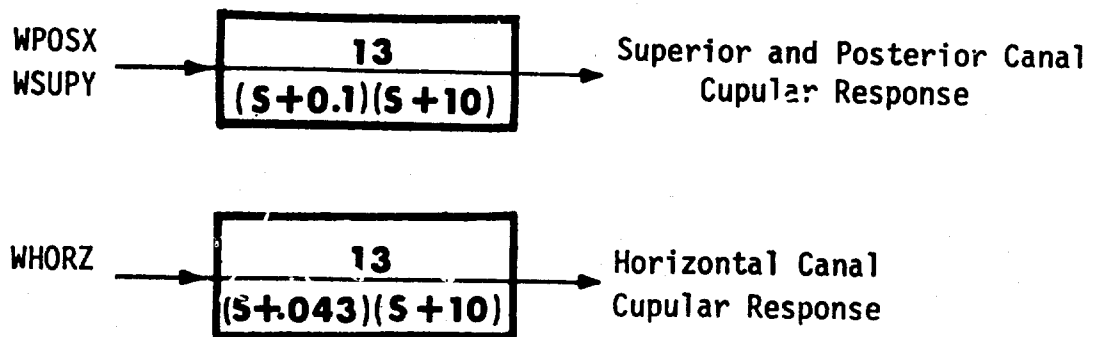 WPOSX
WSUPY
13
(S+0.1)(S+10)
Superior and Posterior Canal
Cupular Response
WHORZ
13
(S+.043)(S+10)
Horizontal Canal
Cupular Response